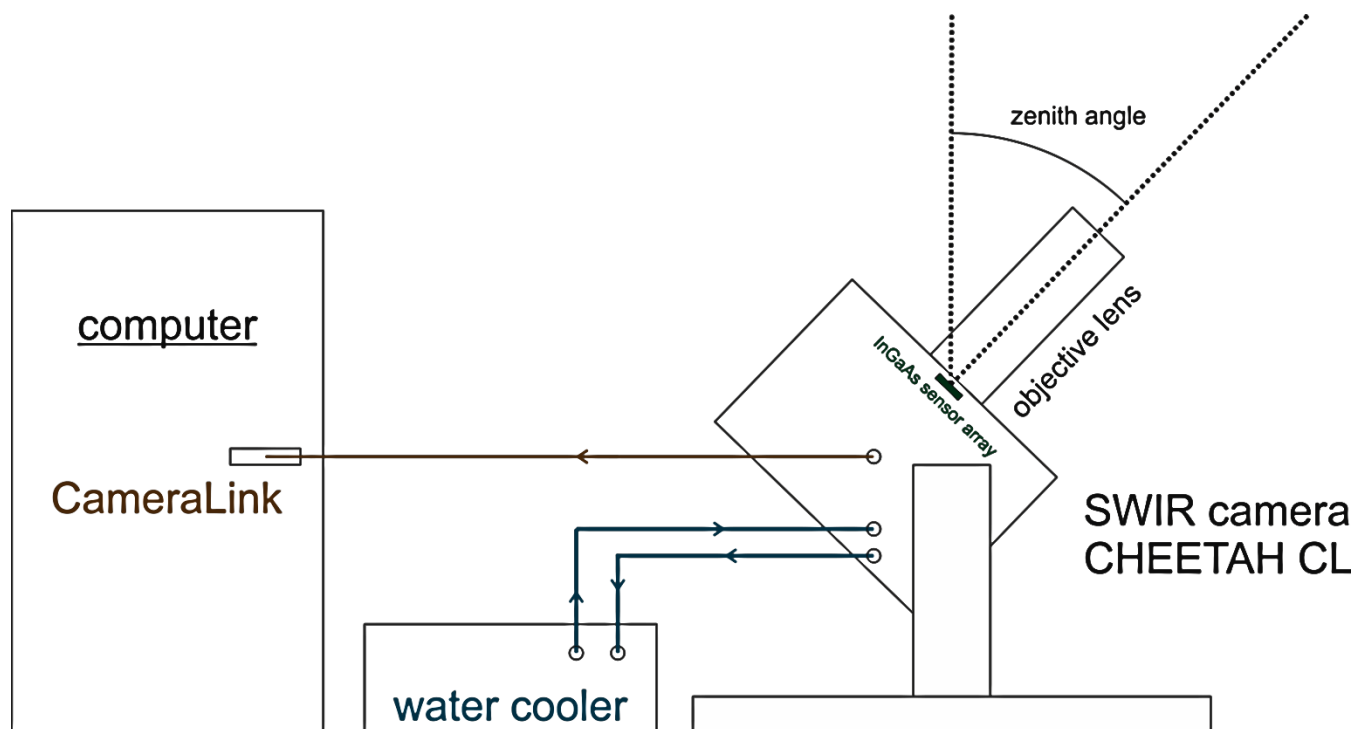 zenith angle
computer
InGaAs sensor array
objective lens
CameraLink
SWIR camera
CHEETAH CL
water cooler